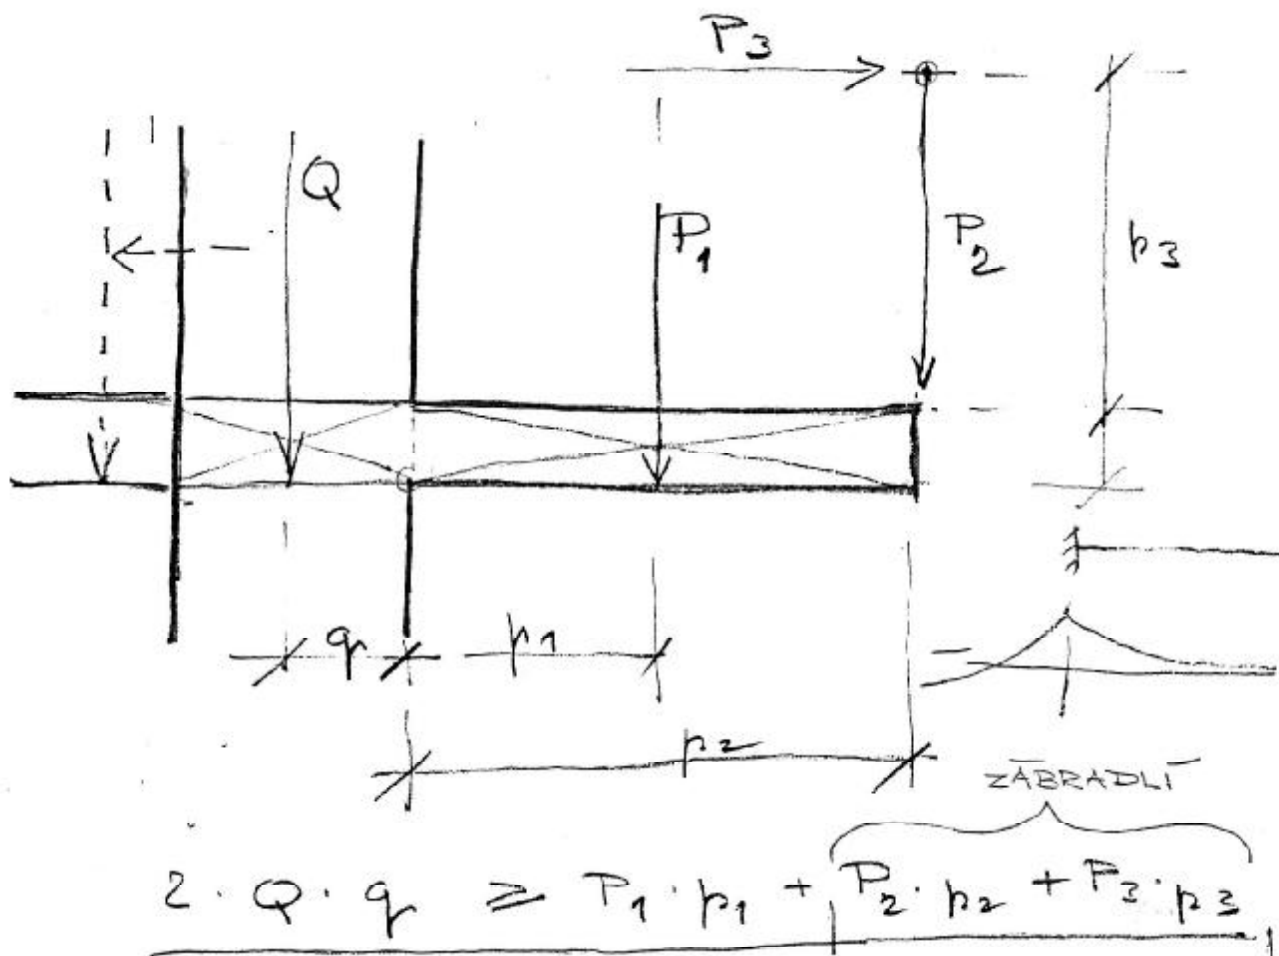 P3
Q
P1
P2
p3
q
p1
p2
ZÁBRADLÍ
2 · Q · q ≥ P1 · p1 + P2 · p2 + P3 · p3